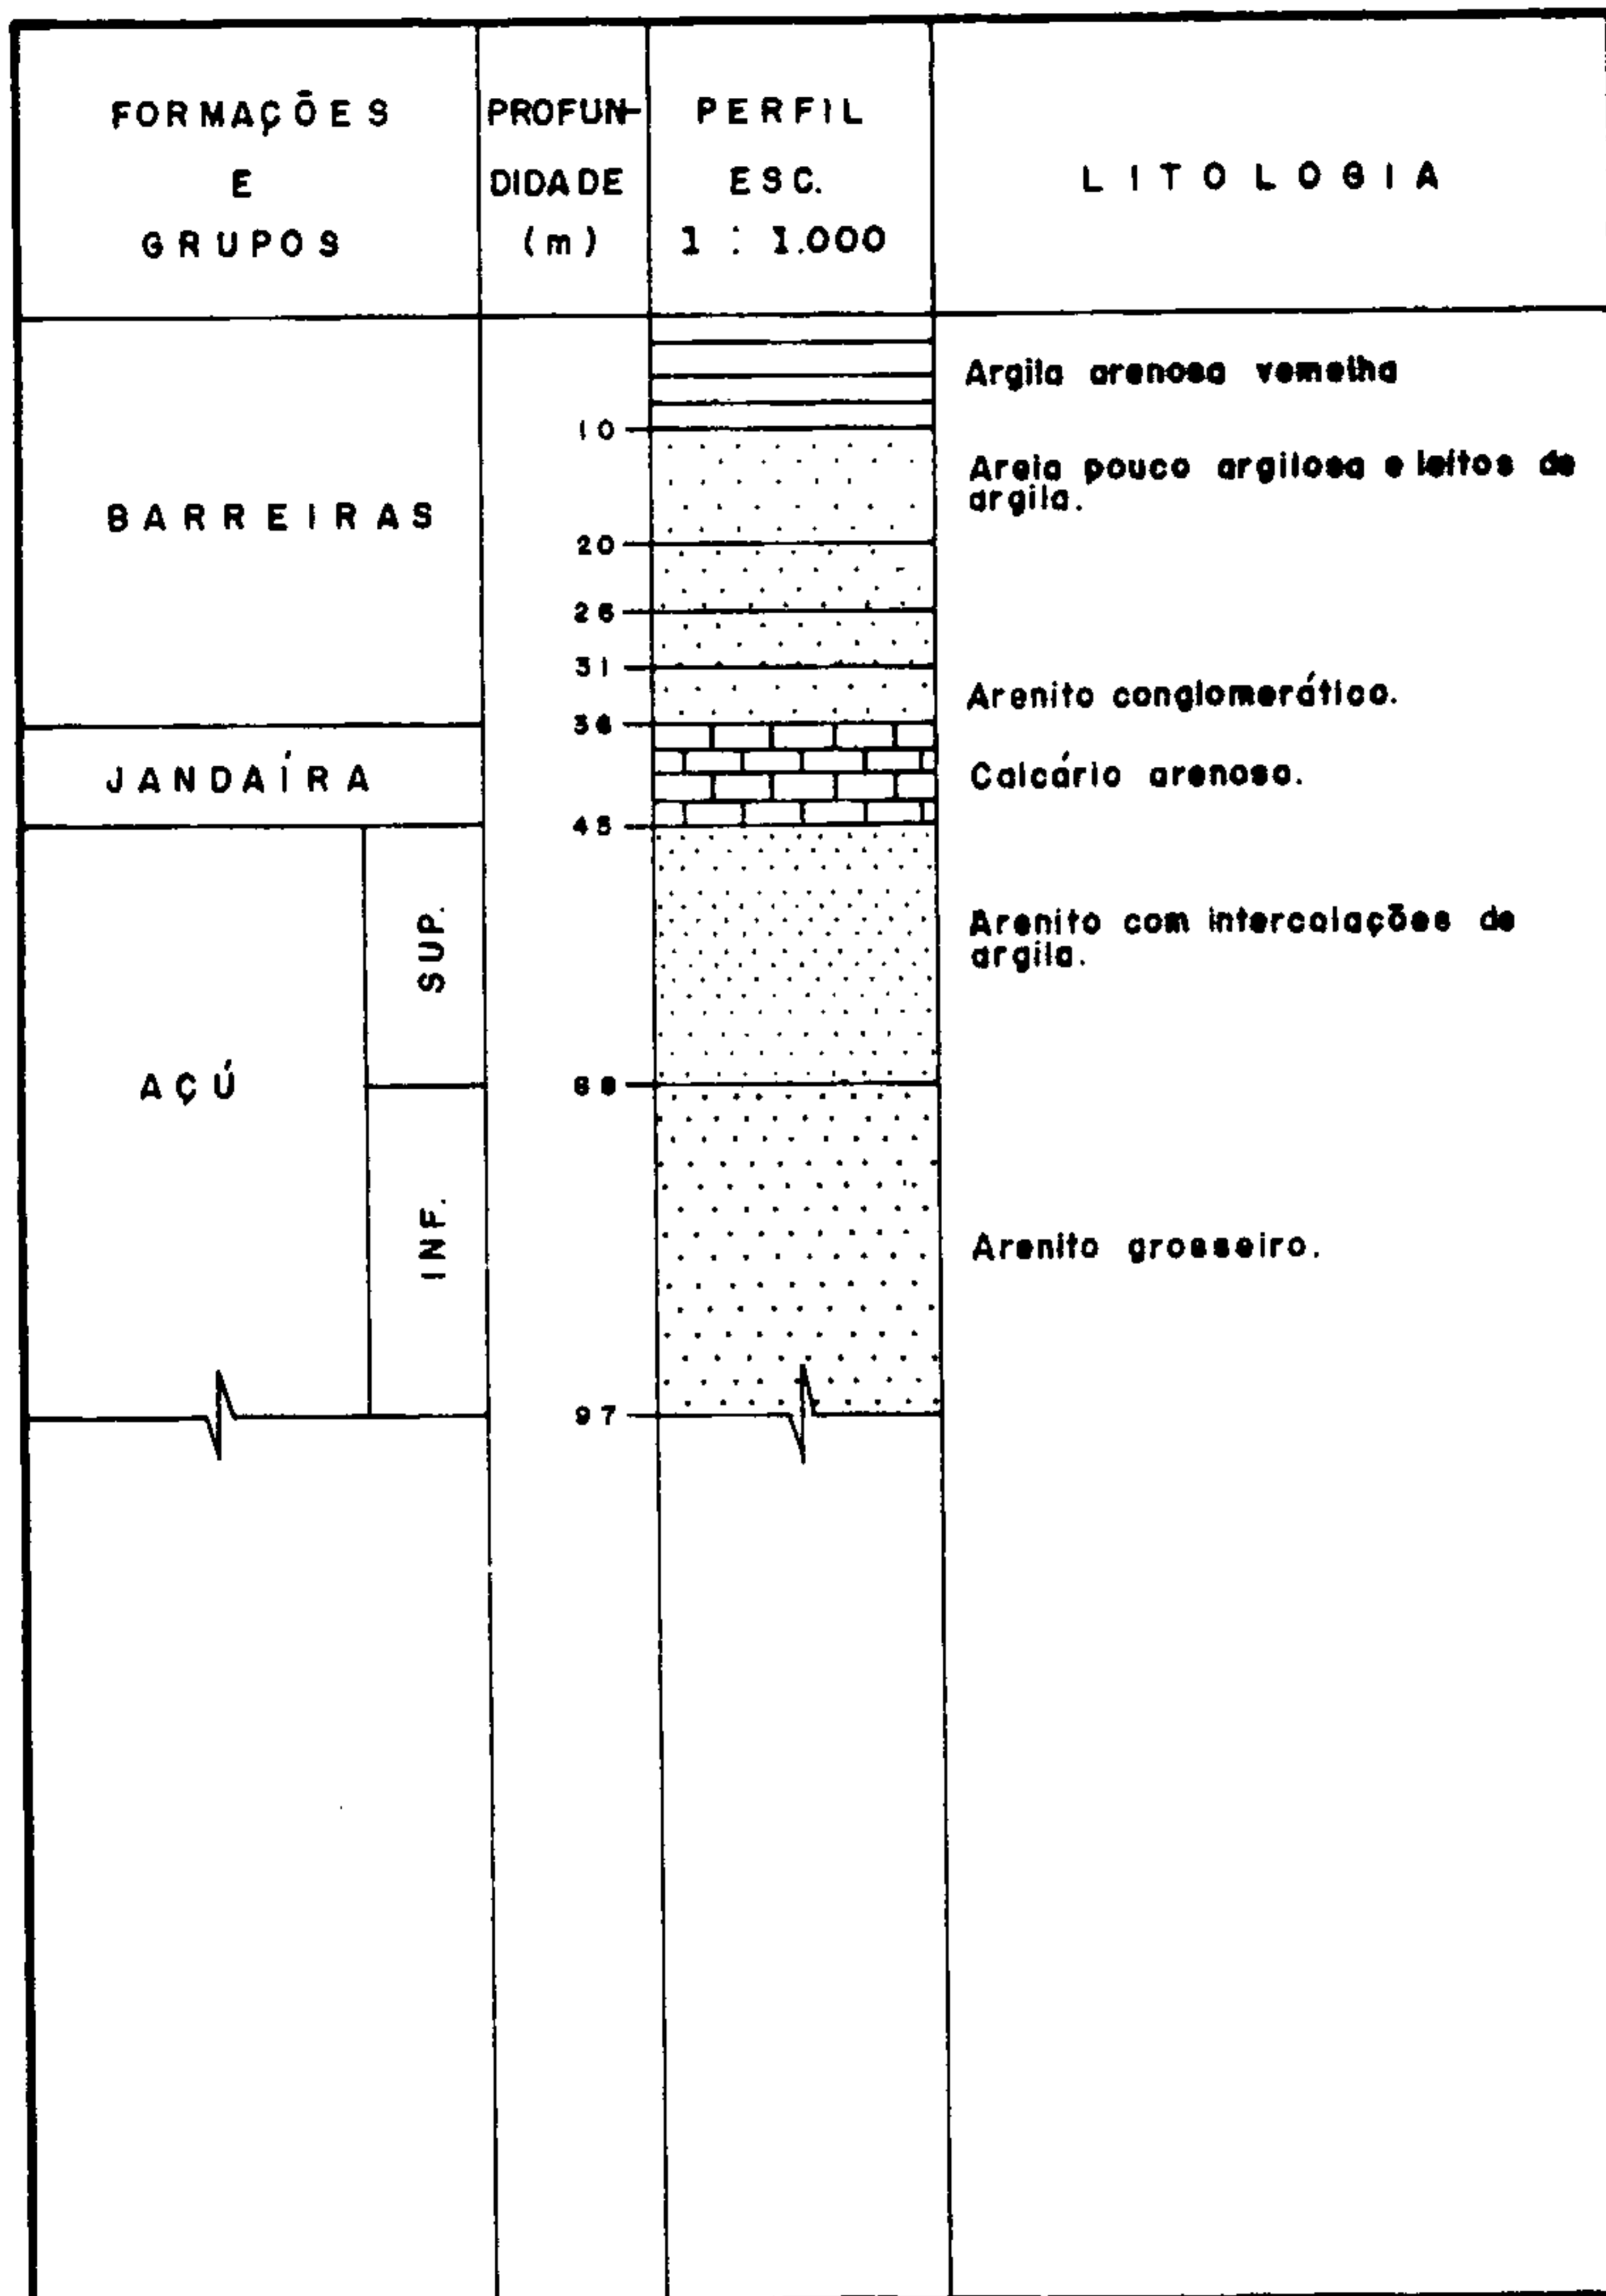 FORMAÇÕES
E
GRUPOS
PROFUN-
DIDADE
(m)
PERFIL
ESC.
1 : 1.000
LITOLOGIA
Argila arenosa vemelha
10
Areia pouco argilosa e leitos de
argila.
BARREIRAS
20
26
31
Arenito conglomerático.
36
JANDAÍRA
Calcário arenoso.
45
SUP.
Arenito com intercalações de
argila.
AÇÚ
68
INF.
Arenito grosseiro.
97